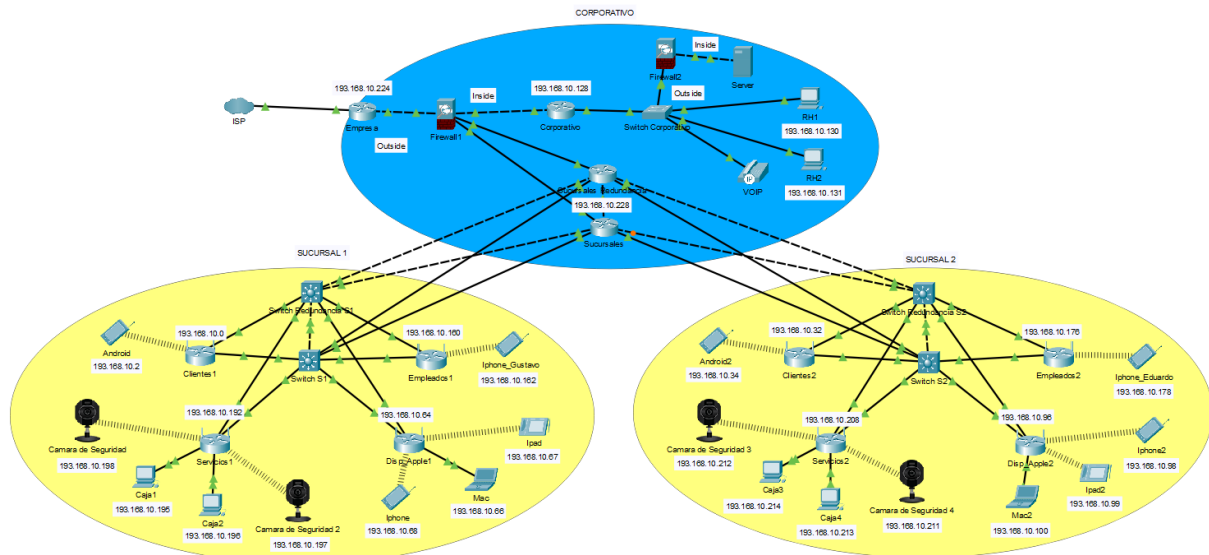 CORPORATIVO
Inside
Firewall2
Server
193.168.10.224
Inside
193.168.10.128
Outside
ISP
Empresa
Firewall1
Corporativo
Switch Corporativo
RH1
193.168.10.130
Outside
IP
VOIP
RH2
193.168.10.131
Sucursales Redundancia
193.168.10.228
Sucursales
SUCURSAL 1
Switch Redundancia S1
193.168.10.0
193.168.10.160
Android
193.168.10.2
Clientes1
Switch S1
Empleados1
Iphone_Gustavo
193.168.10.162
193.168.10.192
193.168.10.64
Camara de Seguridad
193.168.10.198
Servicios1
Disp_Apple1
Ipad
193.168.10.67
Caja1
193.168.10.195
Caja2
193.168.10.196
Camara de Seguridad 2
193.168.10.197
Iphone
193.168.10.68
Mac
193.168.10.66
SUCURSAL 2
Switch Redundancia S2
193.168.10.32
193.168.10.176
Android2
193.168.10.34
Clientes2
Switch S2
Empleados2
Iphone_Eduardo
193.168.10.178
193.168.10.208
193.168.10.96
Camara de Seguridad 3
193.168.10.212
Servicios2
Disp_Apple2
Iphone2
193.168.10.98
Caja3
193.168.10.214
Caja4
193.168.10.213
Camara de Seguridad 4
193.168.10.211
Ipad2
193.168.10.99
Mac2
193.168.10.100